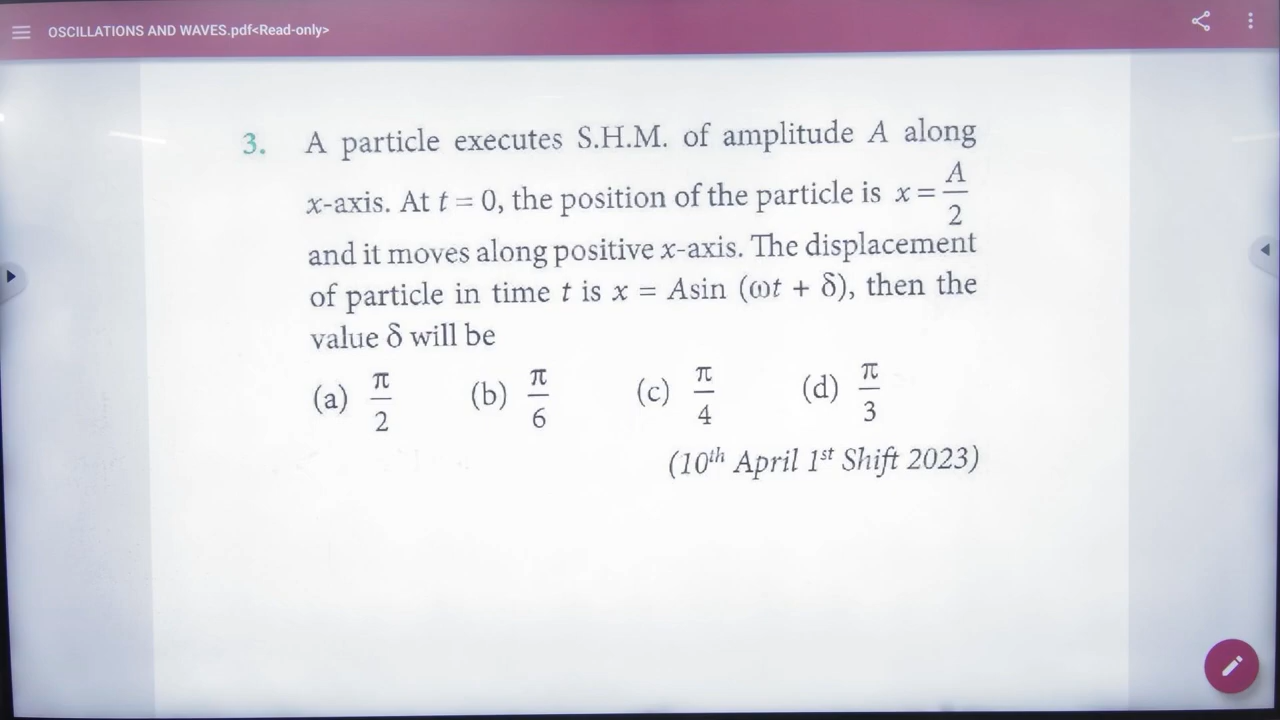 OSCILLATIONS AND WAVES.pdf<Read-only>
3. A particle executes S.H.M. of amplitude A along
x-axis. At t = 0, the position of the particle is x = A/2
and it moves along positive x-axis. The displacement
of particle in time t is x = Asin (ωt + δ), then the
value δ will be
(a) π/2 (b) π/6 (c) π/4 (d) π/3
(10th April 1st Shift 2023)